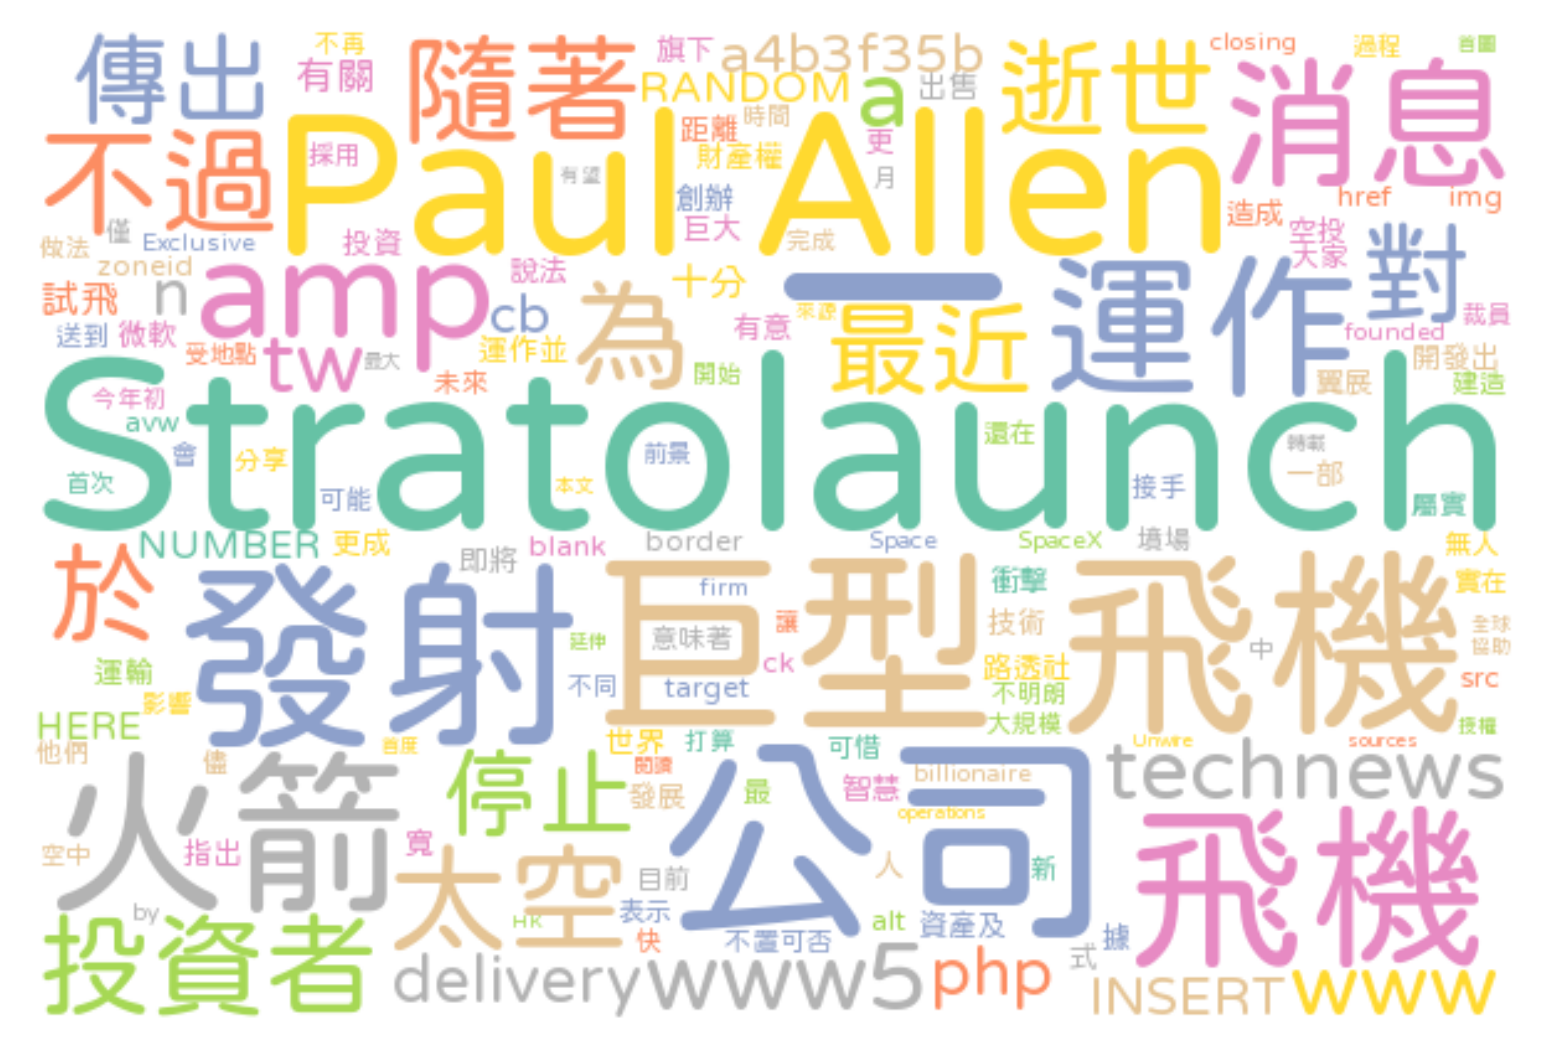 傳出 不再 有關 隨著 旗下 a4b3f35b 逝世 closing 過程 首圖
RANDOM a 出售 消息
不過 採用 Paul Allen 距離 時間 財產權 更 月
有望 創辦 巨大 完成 href img 造成 空投 大家
做法 僅 Exclusive 投資 zoneid 說法 十分 一 運作 對
試飛 n amp cb 為 有意 來源 最近 founded 裁員
送到 微軟 受地點 tw 最大 運作並 未來 開始 翼展 開發出 建造
今年初 Stratolaunch
avw 會 分享 前景 還在 轉載 一部
首次 可能 本文 接手 屬實
NUMBER 更成 即將 blank border Space SpaceX 墳場 無人
於 發射 巨型飛機 firm 衝擊 實在
意味著 讓 技術 延伸 中 全球 協助
運輸 影響 不同 target ck 路透社 不明朗 src
HERE 大規模 授權
他們 儘 首度 世界 打算 可借 Unwire sources
火箭 停止 閱讀 發展 公司 最 智慧 billionaire technews
operations
空中 指出 寬 太空 目前 人 新 飛機
投資者 by HK 表示 快 不置可否 alt 資產及 式 據
delivery www5 php INSERT www